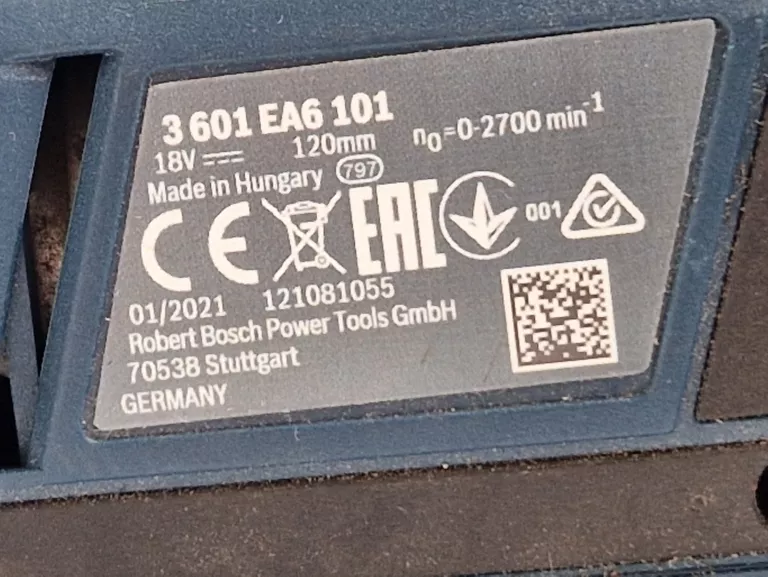 3 601 EA6 101
18V ⎓ 120mm n₀=0-2700 min⁻¹
Made in Hungary 797
CE EAC 001
01/2021 121081055
Robert Bosch Power Tools GmbH
70538 Stuttgart
GERMANY